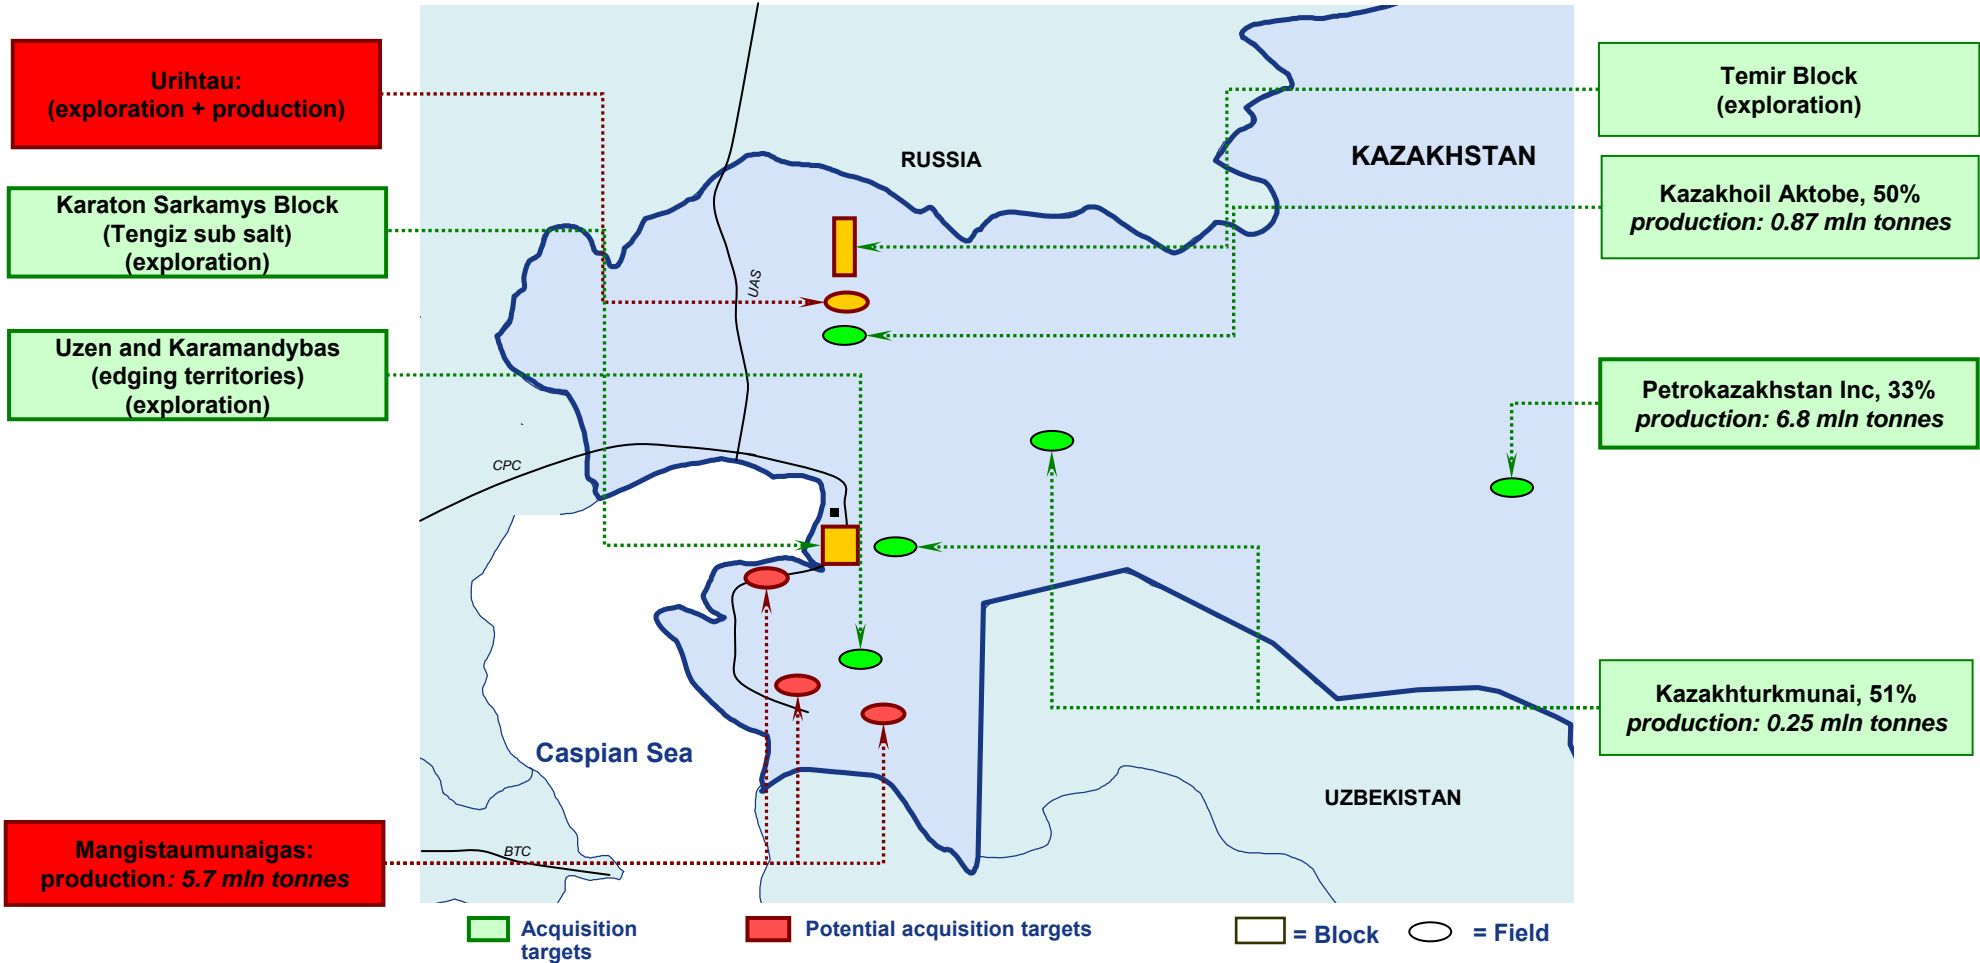 Urihtau:
(exploration + production)
Karaton Sarkamys Block
(Tengiz sub salt)
(exploration)
Uzen and Karamandybas
(edging territories)
(exploration)
Mangistaumunaigas:
production: 5.7 mln tonnes
RUSSIA
KAZAKHSTAN
UAS
CPC
Caspian Sea
BTC
UZBEKISTAN
Temir Block
(exploration)
Kazakhoil Aktobe, 50%
production: 0.87 mln tonnes
Petrokazakhstan Inc, 33%
production: 6.8 mln tonnes
Kazakhturkmunai, 51%
production: 0.25 mln tonnes
Acquisition
targets
Potential acquisition targets
= Block
= Field